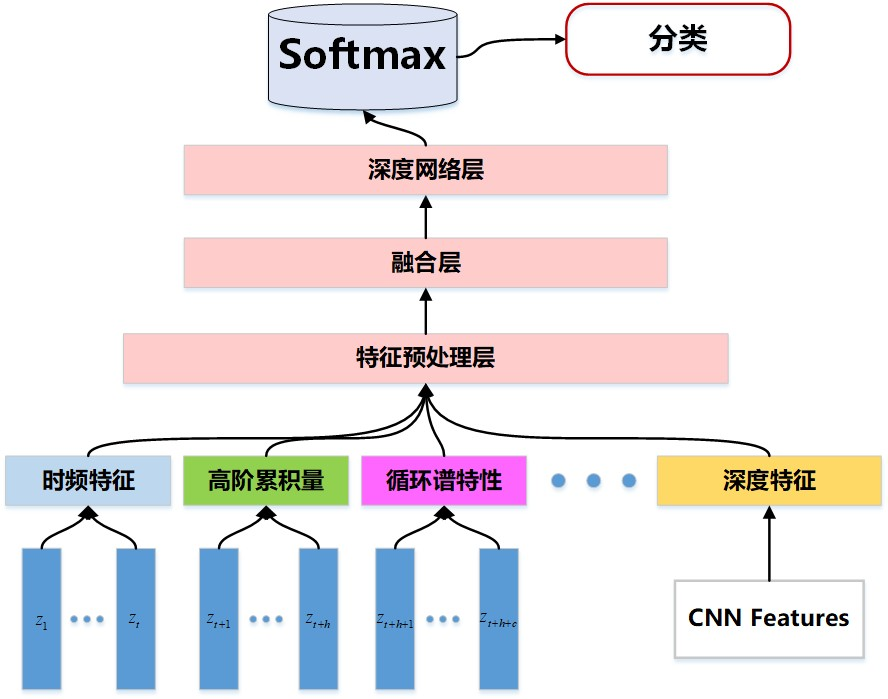 Softmax
分类
深度网络层
融合层
特征预处理层
时频特征
高阶累积量
循环谱特性
深度特征
z₁
zₜ
zₜ₊₁
zₜ₊ₕ
zₜ₊ₕ₊₁
z_{t+h+c}
CNN Features